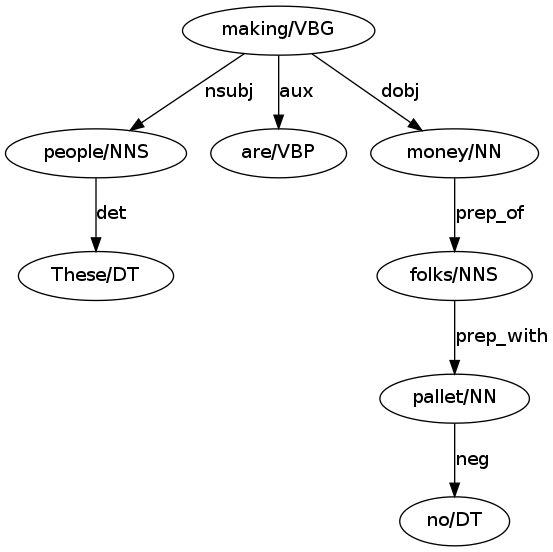 making/VBG
nsubj aux dobj
people/NNS are/VBP money/NN
det prep_of
These/DT folks/NNS
prep_with
pallet/NN
neg
no/DT